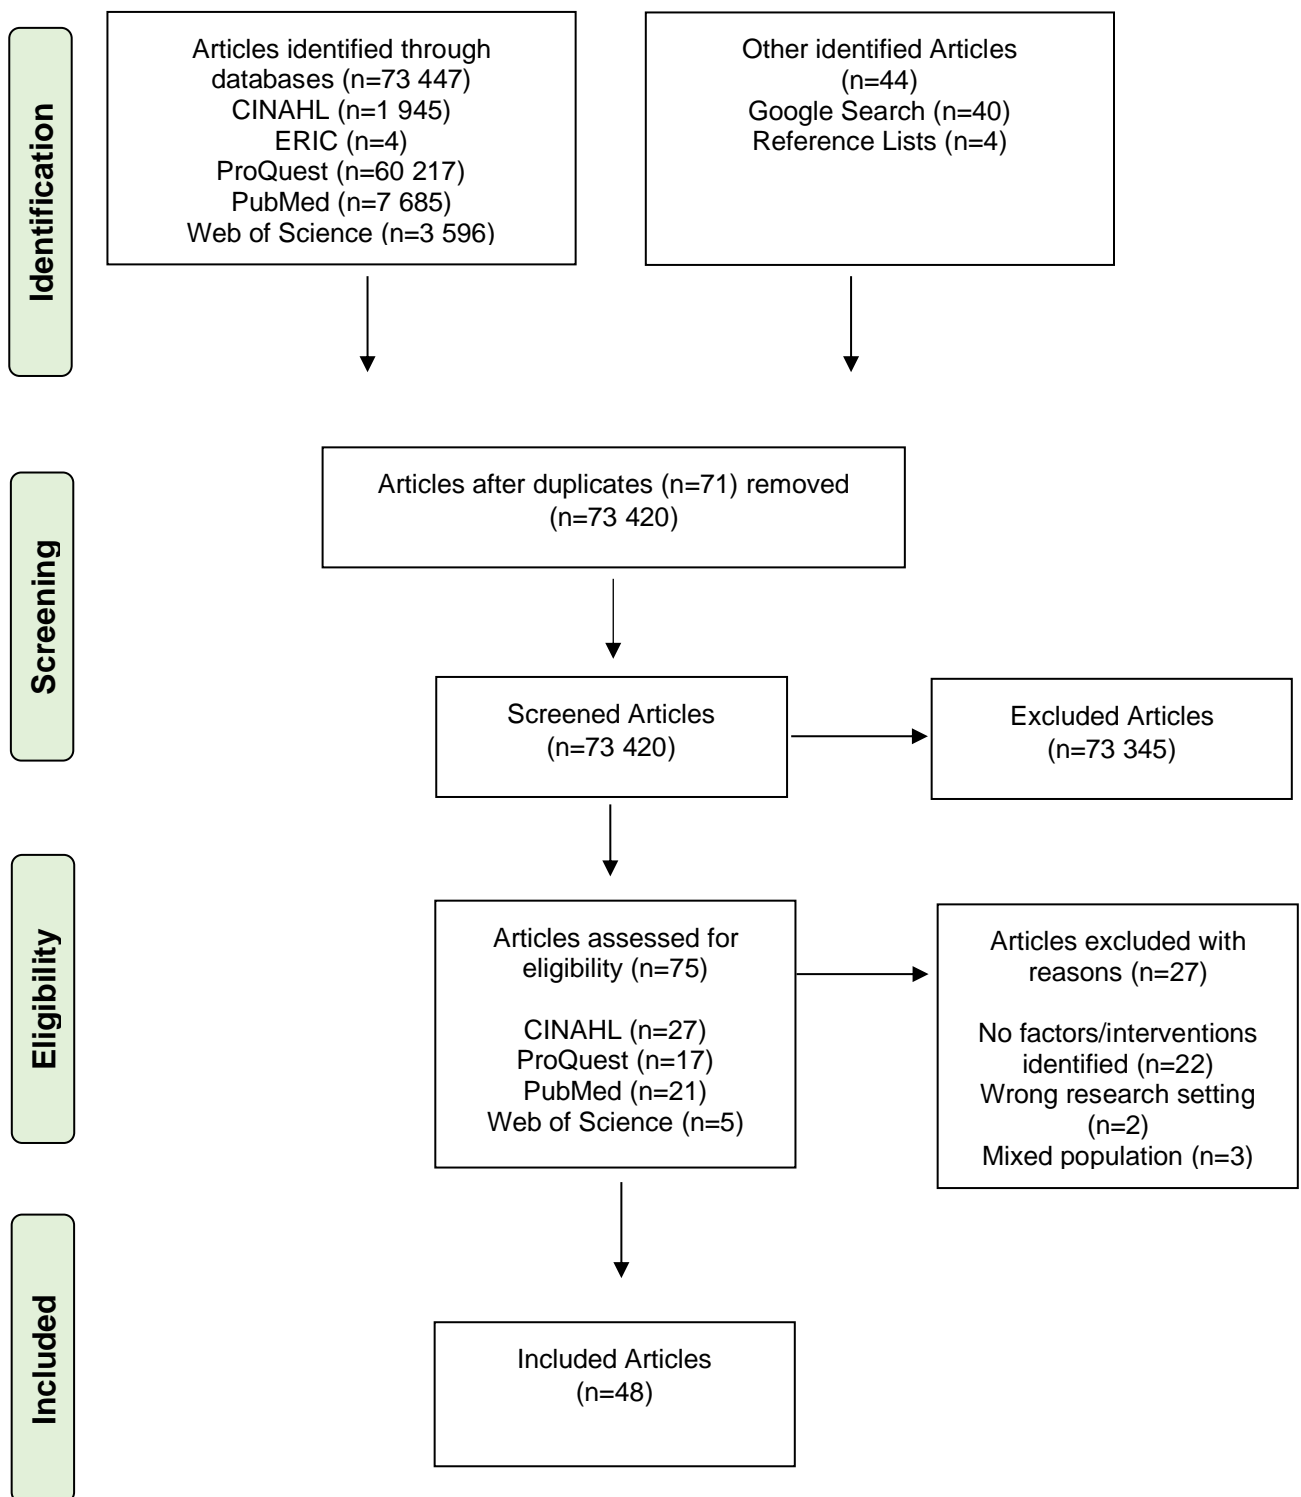 Identification
Articles identified through
databases (n=73 447)
CINAHL (n=1 945)
ERIC (n=4)
ProQuest (n=60 217)
PubMed (n=7 685)
Web of Science (n=3 596)
Other identified Articles
(n=44)
Google Search (n=40)
Reference Lists (n=4)
Screening
Articles after duplicates (n=71) removed
(n=73 420)
Screened Articles
(n=73 420)
Excluded Articles
(n=73 345)
Eligibility
Articles assessed for
eligibility (n=75)
CINAHL (n=27)
ProQuest (n=17)
PubMed (n=21)
Web of Science (n=5)
Articles excluded with
reasons (n=27)
No factors/interventions
identified (n=22)
Wrong research setting
(n=2)
Mixed population (n=3)
Included
Included Articles
(n=48)